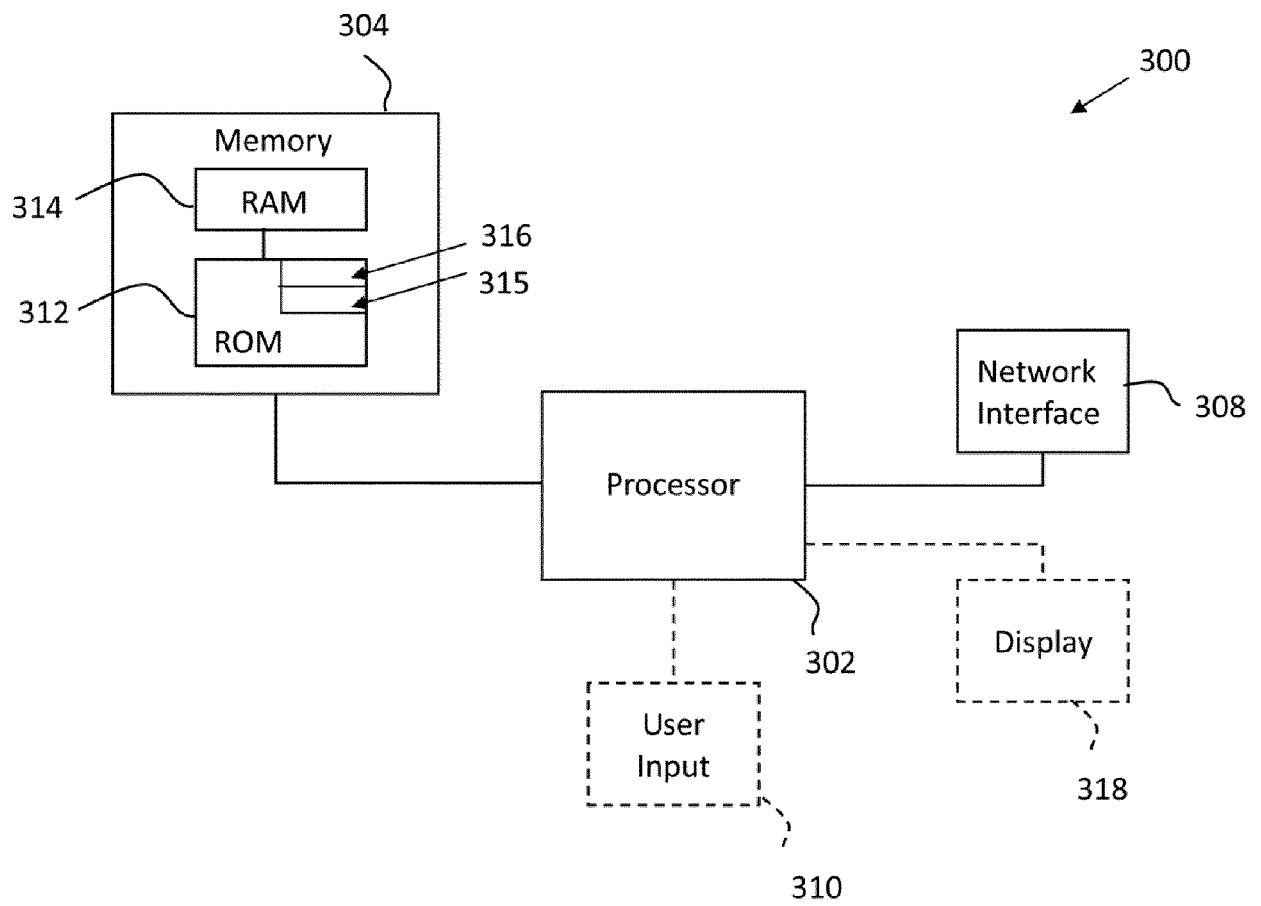 304
300
Memory
314
RAM
316
315
312
ROM
Network
Interface
308
Processor
302
Display
User
Input
318
310